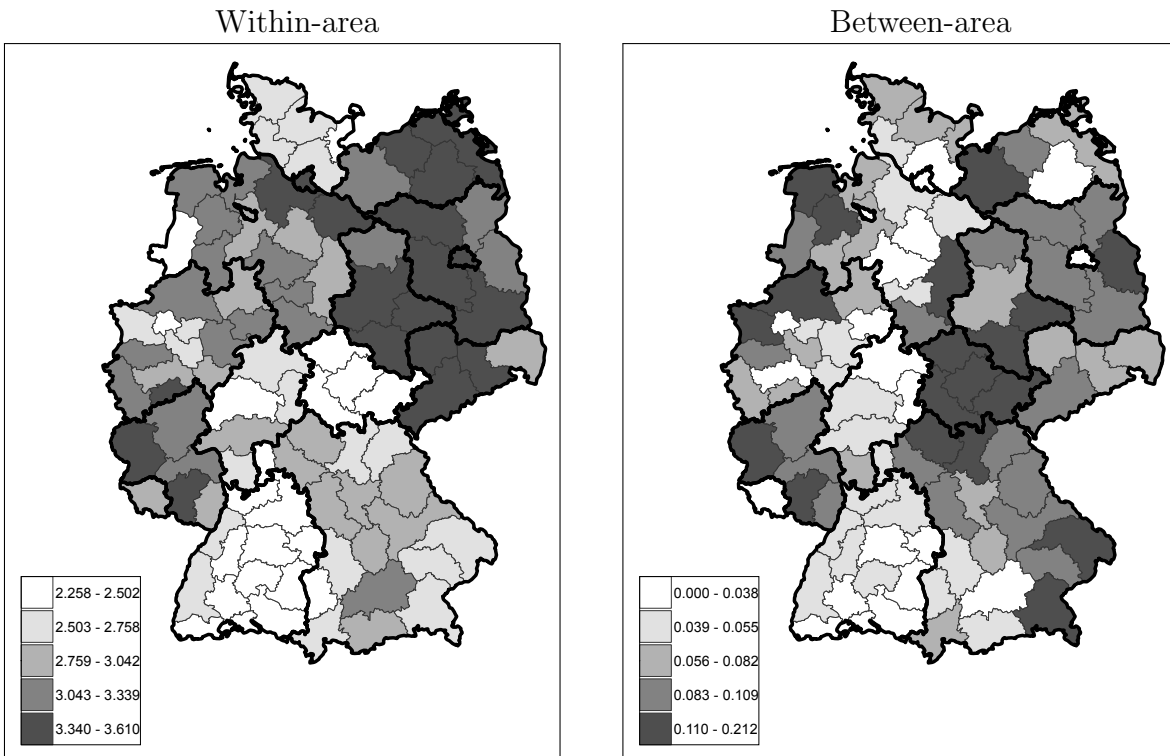 Within-area
Between-area
2.258 - 2.502
2.503 - 2.758
2.759 - 3.042
3.043 - 3.339
3.340 - 3.610
0.000 - 0.038
0.039 - 0.055
0.056 - 0.082
0.083 - 0.109
0.110 - 0.212